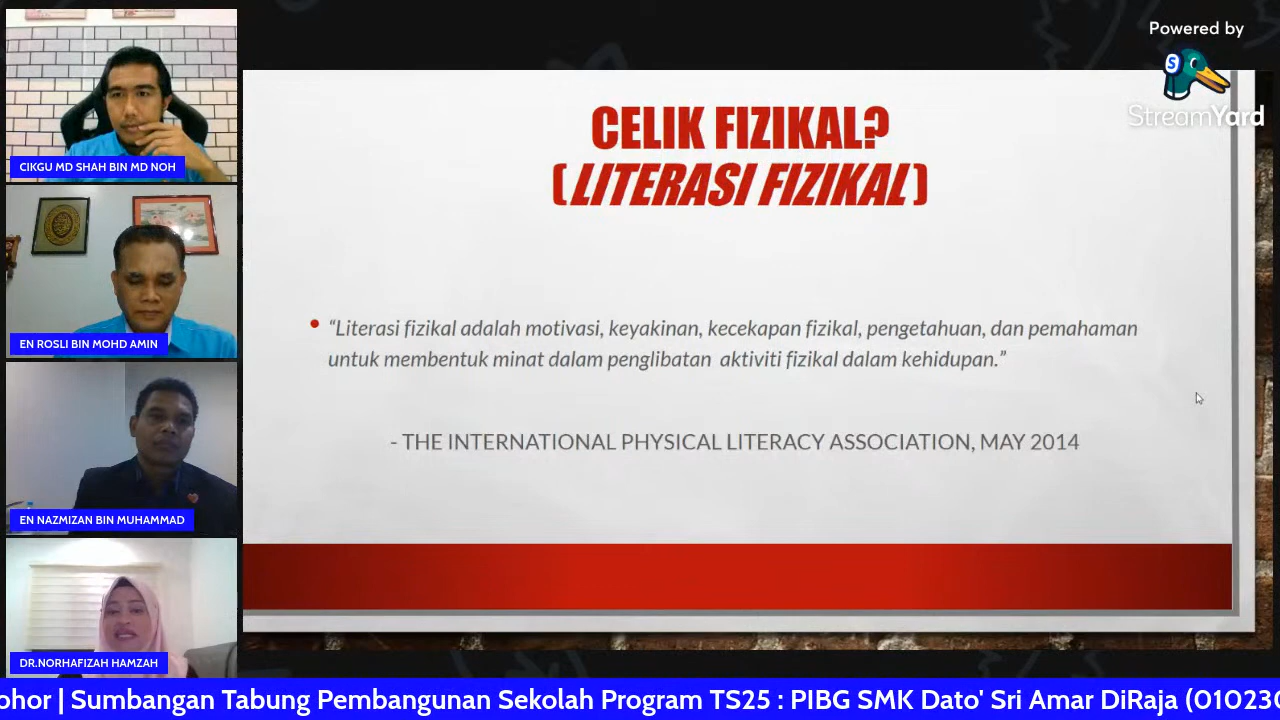 Powered by
S
StreamYard
CELIK FIZIKAL?
(LITERASI FIZIKAL)
• “Literasi fizikal adalah motivasi, keyakinan, kecekapan fizikal, pengetahuan, dan pemahaman
untuk membentuk minat dalam penglibatan aktiviti fizikal dalam kehidupan.”
- THE INTERNATIONAL PHYSICAL LITERACY ASSOCIATION, MAY 2014
CIKGU MD SHAH BIN MD NOH
EN ROSLI BIN MOHD AMIN
EN NAZMIZAN BIN MUHAMMAD
DR.NORHAFIZAH HAMZAH
ohor | Sumbangan Tabung Pembangunan Sekolah Program TS25 : PIBG SMK Dato' Sri Amar DiRaja (01023